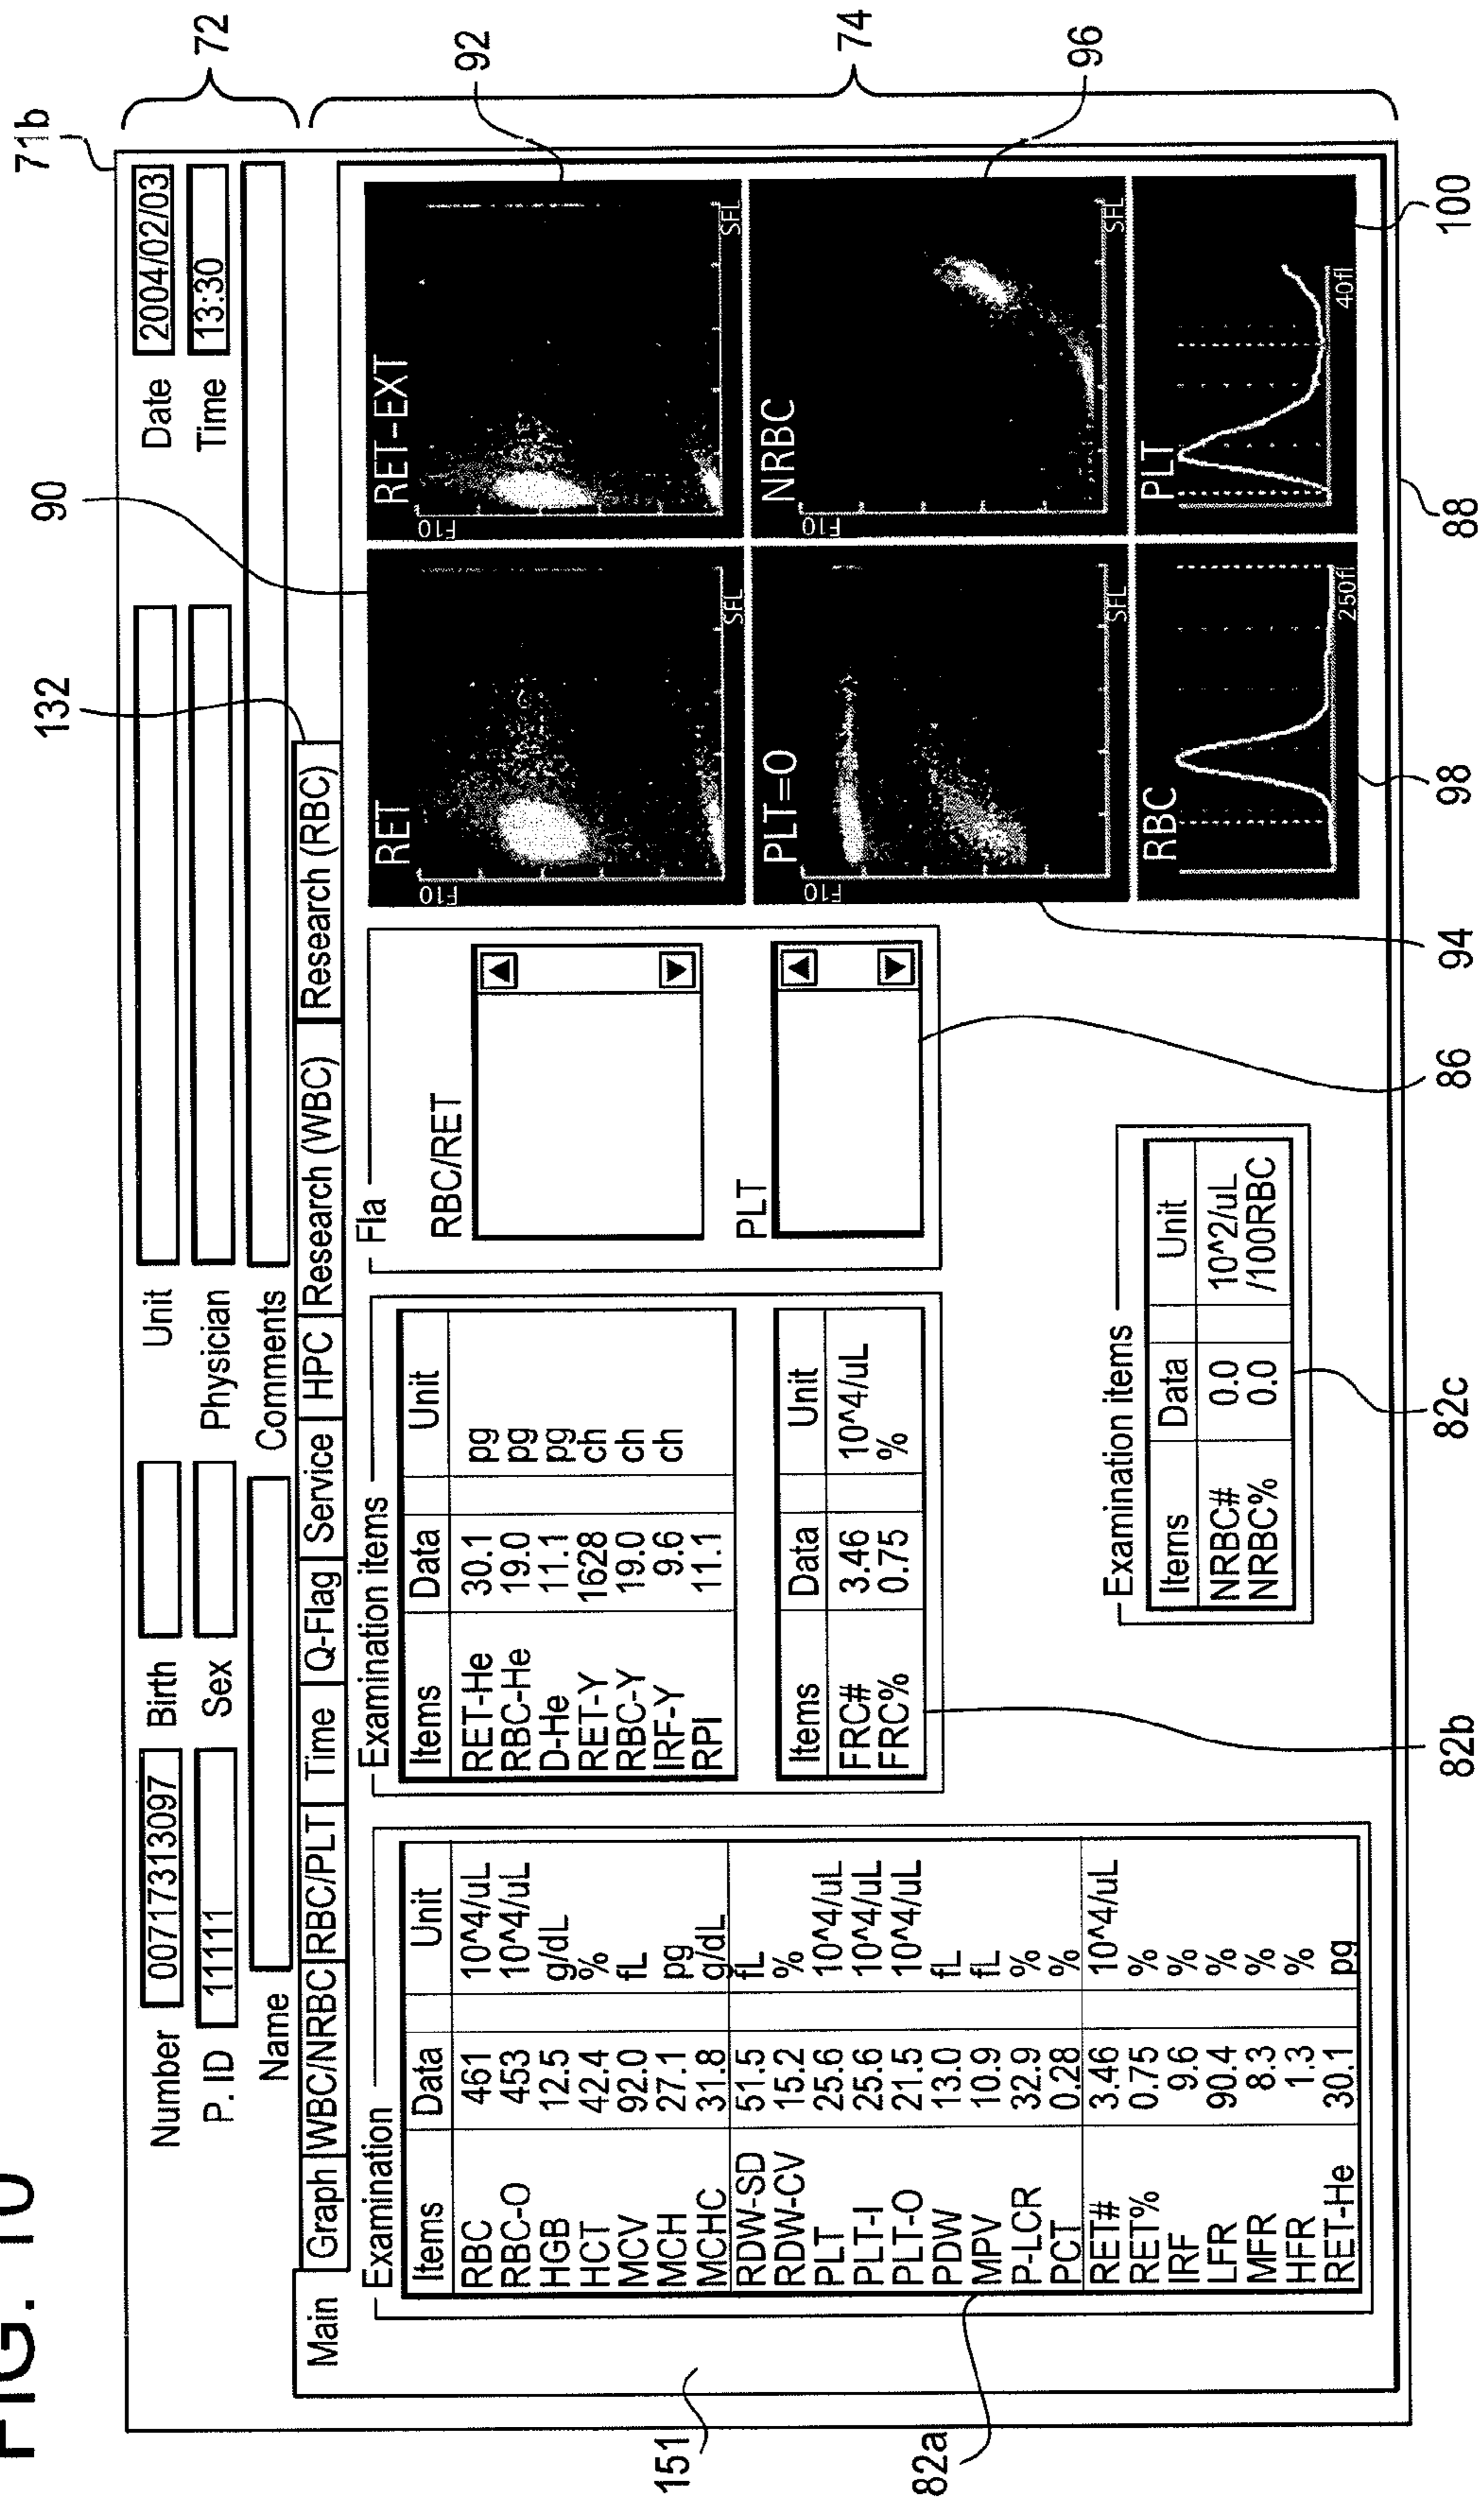 FIG. 10
71b
72
Number 0071731 3097 Birth Unit Date 2004/02/03
P. ID 11111 Sex Physician Time 13:30
Name Comments
90
132
92
74
96
Main Graph WBC/NRBC RBC/PLT Time Q-Flag Service HPC Research (WBC) Research (RBC)
Examination
Items Data Unit
RBC 461 10^4/uL
RBC-O 453 10^4/uL
HGB 12.5 g/dL
HCT 42.4 %
MCV 92.0 fL
MCH 27.1 pg
MCHC 31.8 g/dL
RDW-SD 51.5 fL
RDW-CV 15.2 %
PLT 25.6 10^4/uL
PLT-I 25.6 10^4/uL
PLT-O 21.5 10^4/uL
PDW 13.0 fL
MPV 10.9 fL
P-LCR 32.9 %
PCT 0.28 %
RET# 3.46 10^4/uL
RET% 0.75 %
IRF 9.6 %
LFR 90.4 %
MFR 8.3 %
HFR 1.3 %
RET-He 30.1 pg
Examination items
Items Data Unit
RET-He 30.1 pg
RBC-He 19.0 pg
D-He 11.1 pg
RET-Y 1628 ch
RBC-Y 19.0 ch
IRF-Y 9.6 ch
RPI 11.1
Items Data Unit
FRC# 3.46 10^4/uL
FRC% 0.75 %
Examination items
Items Data Unit
NRBC# 0.0 10^2/uL
NRBC% 0.0 /100RBC
Fla
RBC/RET
PLT
RET
F10
SFL
RET-EXT
F10
SFL
PLT=O
F10
SFL
NRBC
F10
SFL
RBC
250fl
PLT
40fl
151
82a
82b
82c
86
94
98
88
100